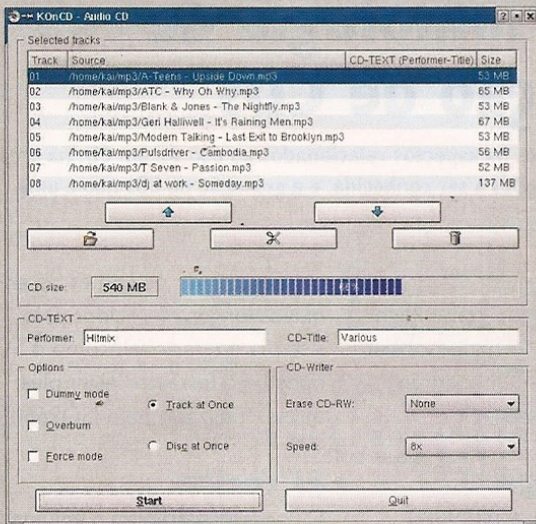 KOnCD - Audio CD
Selected tracks
Track Source CD-TEXT (Performer-Title) Size
01 /home/kai/mp3/A-Teens - Upside Down.mp3 53 MB
02 /home/kai/mp3/ATC - Why Oh Why.mp3 65 MB
03 /home/kai/mp3/Blank & Jones - The Nightfly.mp3 53 MB
04 /home/kai/mp3/Geri Halliwell - It's Raining Men.mp3 67 MB
05 /home/kai/mp3/Modern Talking - Last Exit to Brooklyn.mp3 53 MB
06 /home/kai/mp3/Pulsdriver - Cambodia.mp3 56 MB
07 /home/kai/mp3/T Seven - Passion.mp3 52 MB
08 /home/kai/mp3/dj at work - Someday.mp3 137 MB
CD size: 540 MB
CD-TEXT
Performer: Hitmix CD-Title: Various
Options
Dummy mode
Overburn
Force mode
Track at Once
Disc at Once
CD-Writer
Erase CD-RW: None
Speed: 8x
Start
Quit